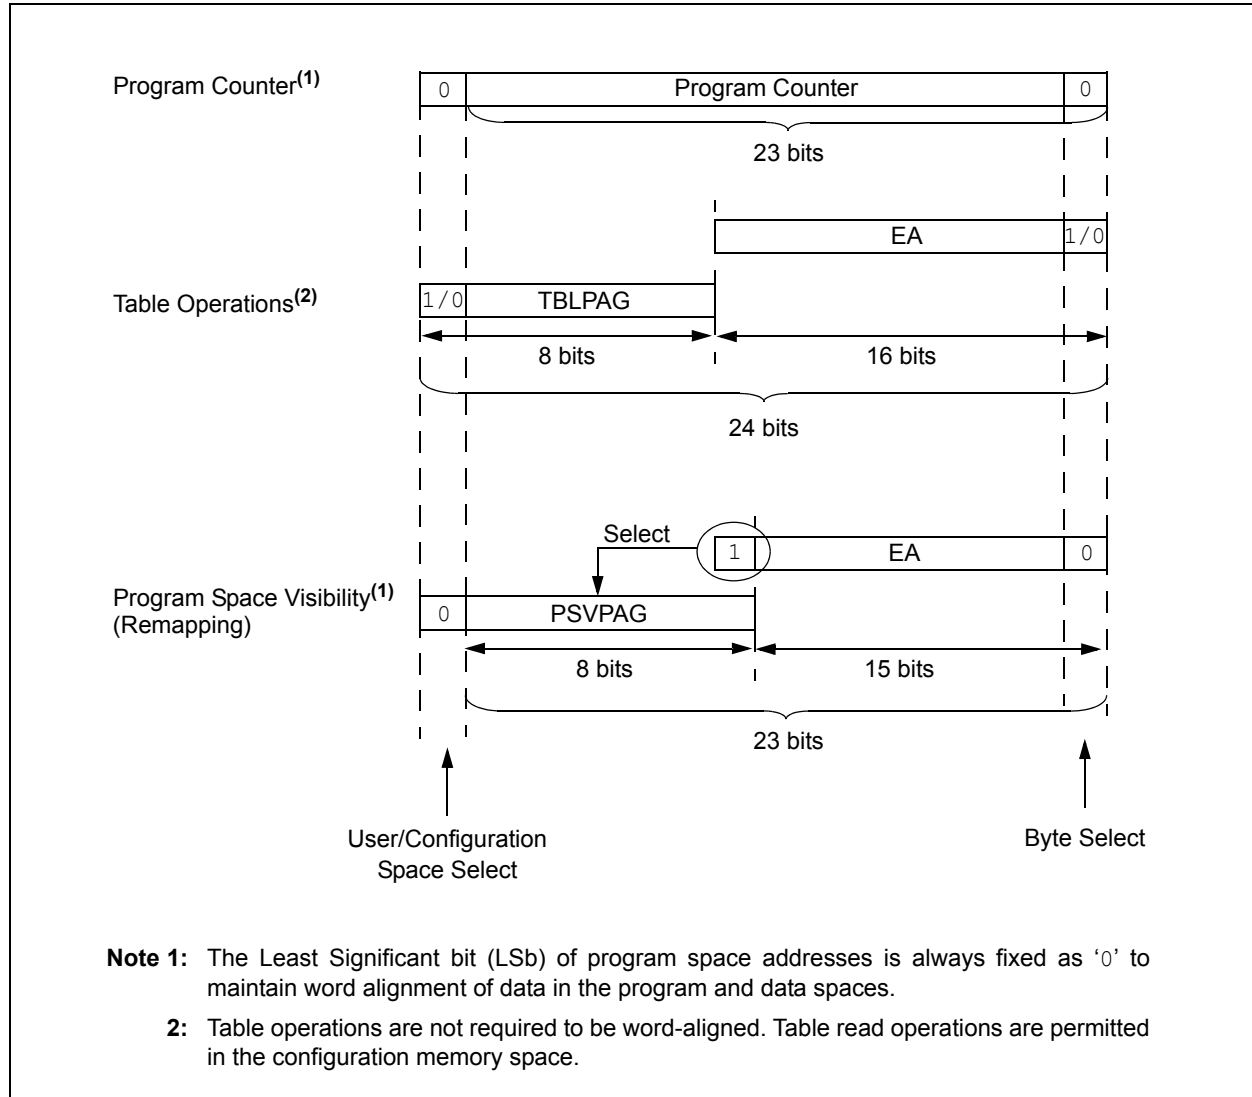 Program Counter(1)
0 Program Counter 0
23 bits
EA 1/0
Table Operations(2)
1/0 TBLPAG
8 bits 16 bits
24 bits
Select
1 EA 0
Program Space Visibility(1)
(Remapping)
0 PSVPAG
8 bits 15 bits
23 bits
User/Configuration
Space Select
Byte Select
Note 1: The Least Significant bit (LSb) of program space addresses is always fixed as ‘0’ to
maintain word alignment of data in the program and data spaces.
2: Table operations are not required to be word-aligned. Table read operations are permitted
in the configuration memory space.